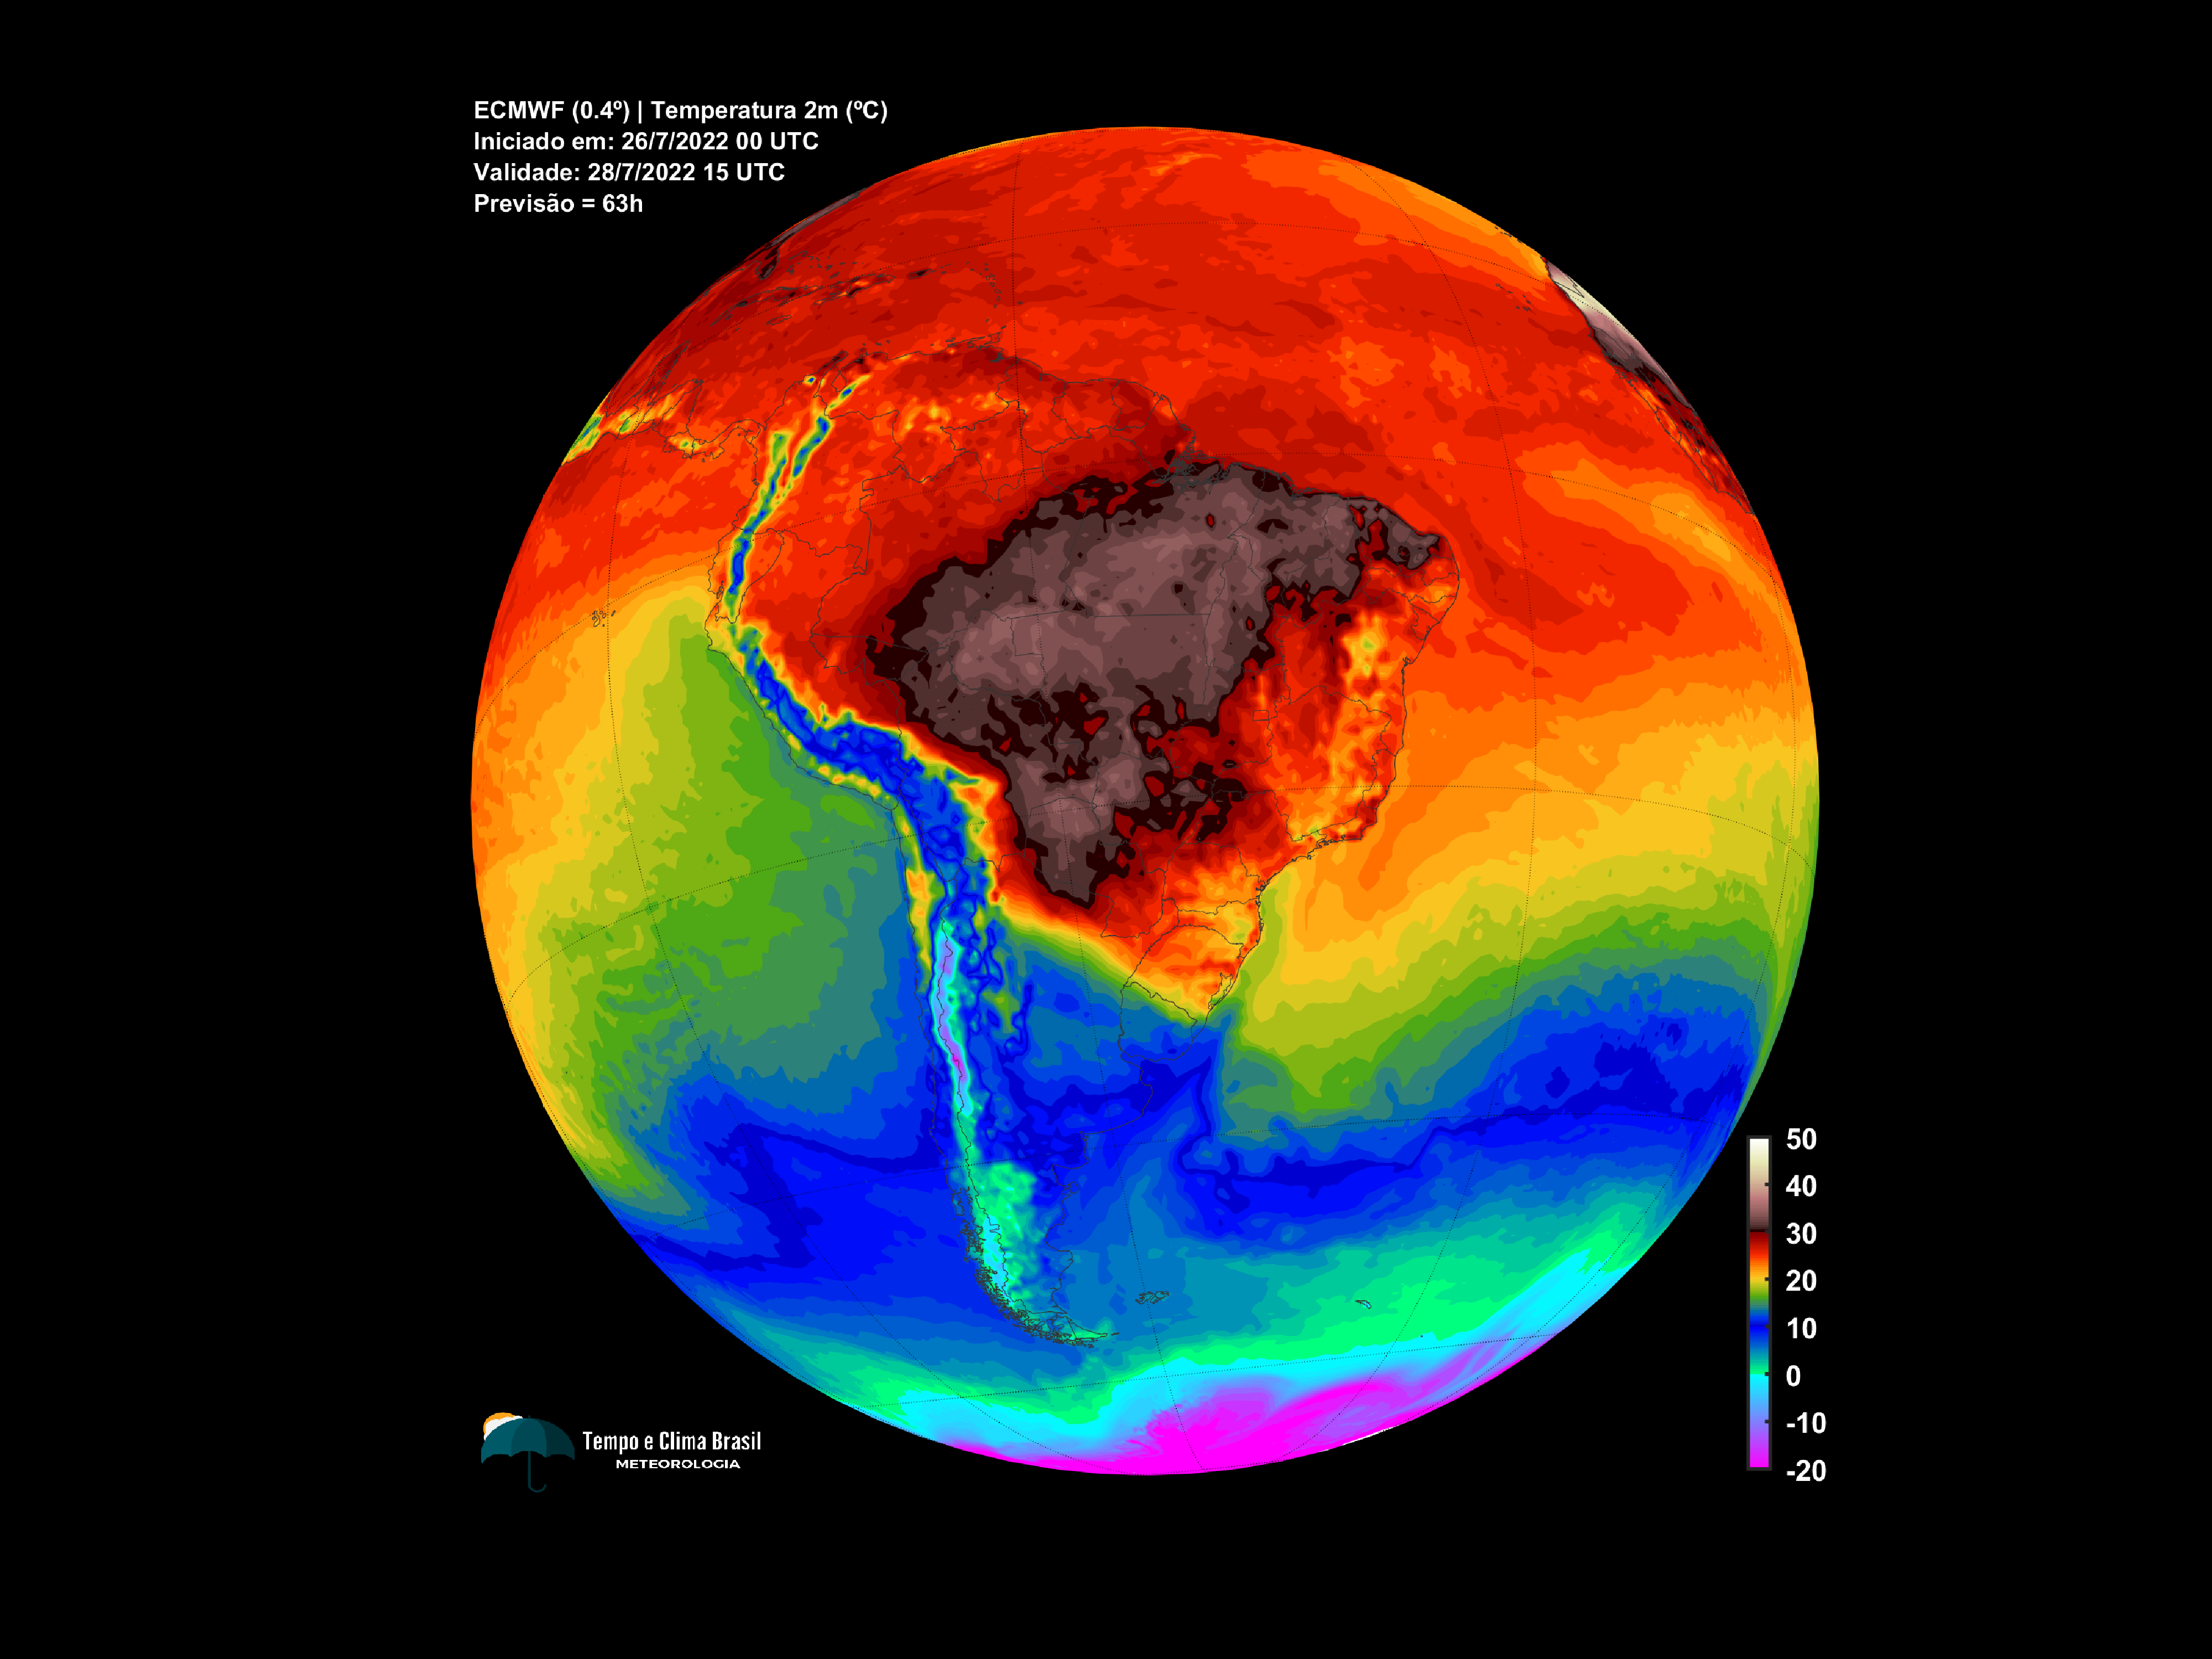 ECMWF (0.4º) | Temperatura 2m (ºC)
Iniciado em: 26/7/2022 00 UTC
Validade: 28/7/2022 15 UTC
Previsão = 63h
50
40
30
20
10
0
-10
-20
Tempo e Clima Brasil
METEOROLOGIA